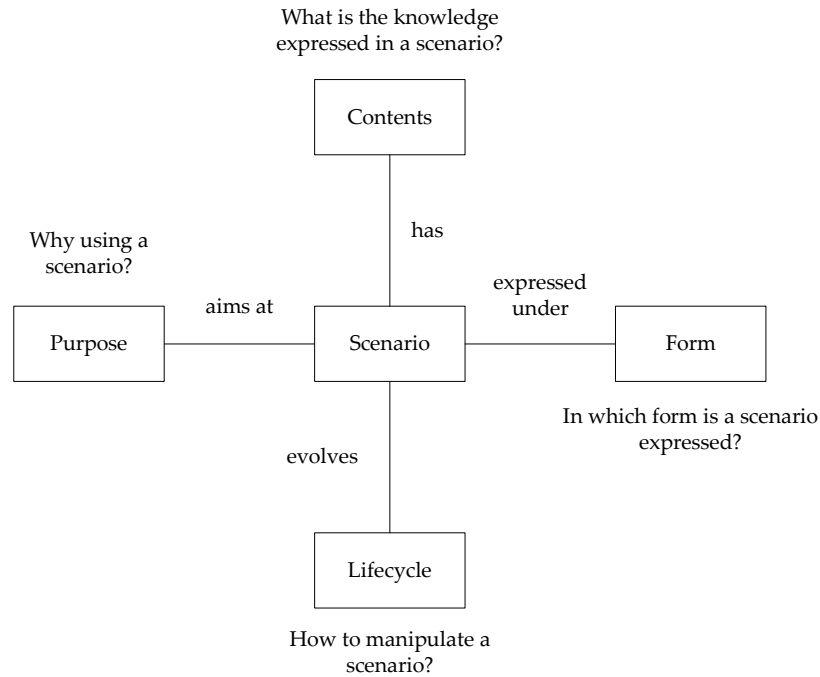 What is the knowledge
expressed in a scenario?
Contents
has
Why using a
scenario?
aims at
expressed
under
Purpose
Scenario
Form
In which form is a scenario
expressed?
evolves
Lifecycle
How to manipulate a
scenario?